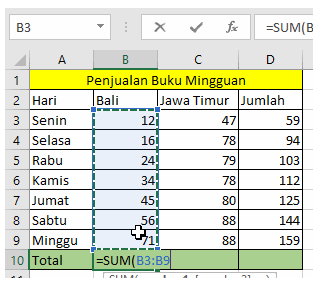 B3 =SUM(B
A B C D
1 Penjualan Buku Mingguan
2 Hari Bali Jawa Timur Jumlah
3 Senin 12 47 59
4 Selasa 16 78 94
5 Rabu 24 79 103
6 Kamis 34 78 112
7 Jumat 45 80 125
8 Sabtu 56 88 144
9 Minggu 71 88 159
10 Total =SUM(B3:B9